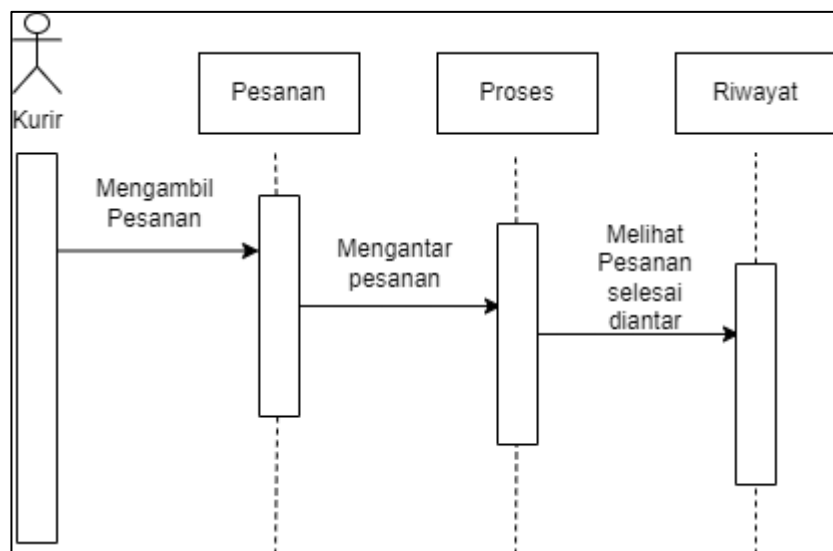 Kurir
Pesanan
Proses
Riwayat
Mengambil
Pesanan
Mengantar
pesanan
Melihat
Pesanan
selesai
diantar